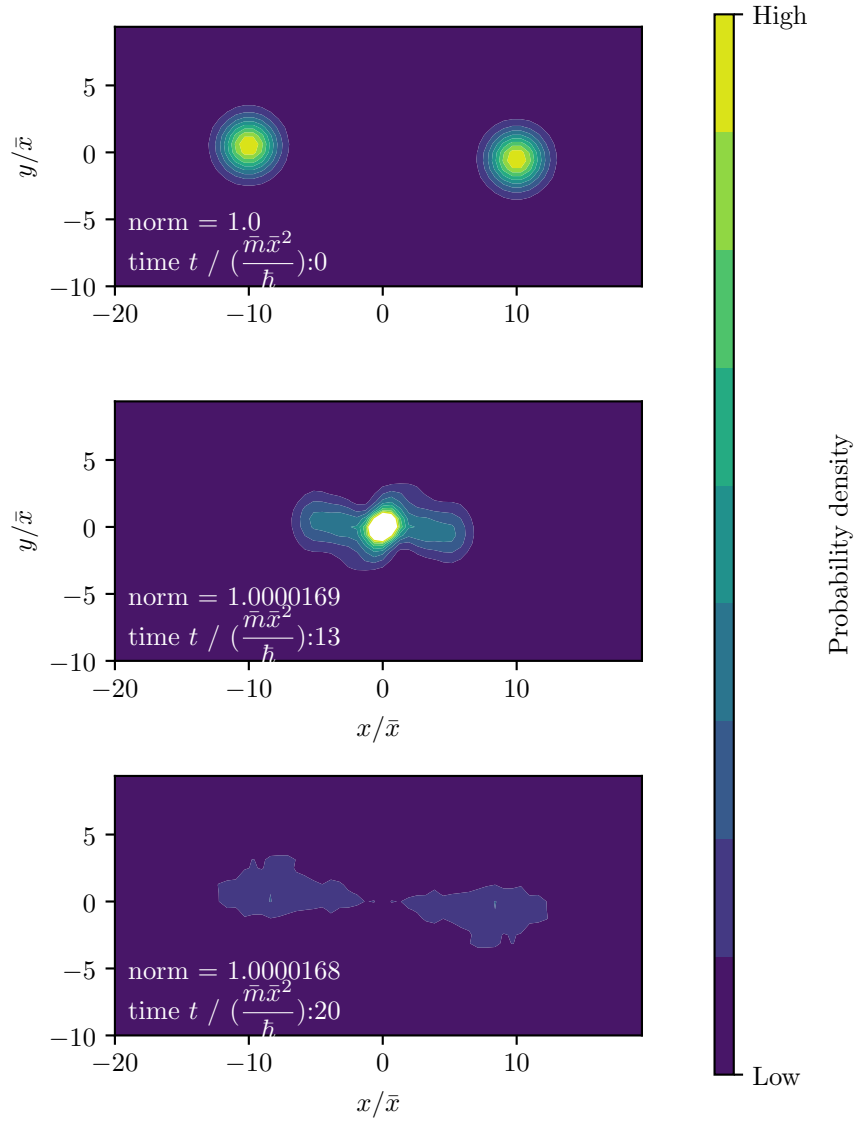 High
5
0
−5
−10
y/x̄
norm = 1.0
time t / (m̄x̄²/ħ):0
−20 −10 0 10
5
0
−5
−10
y/x̄
norm = 1.0000169
time t / (m̄x̄²/ħ):13
−20 −10 0 10
x/x̄
Probability density
5
0
−5
−10
y/x̄
norm = 1.0000168
time t / (m̄x̄²/ħ):20
−20 −10 0 10
x/x̄
Low